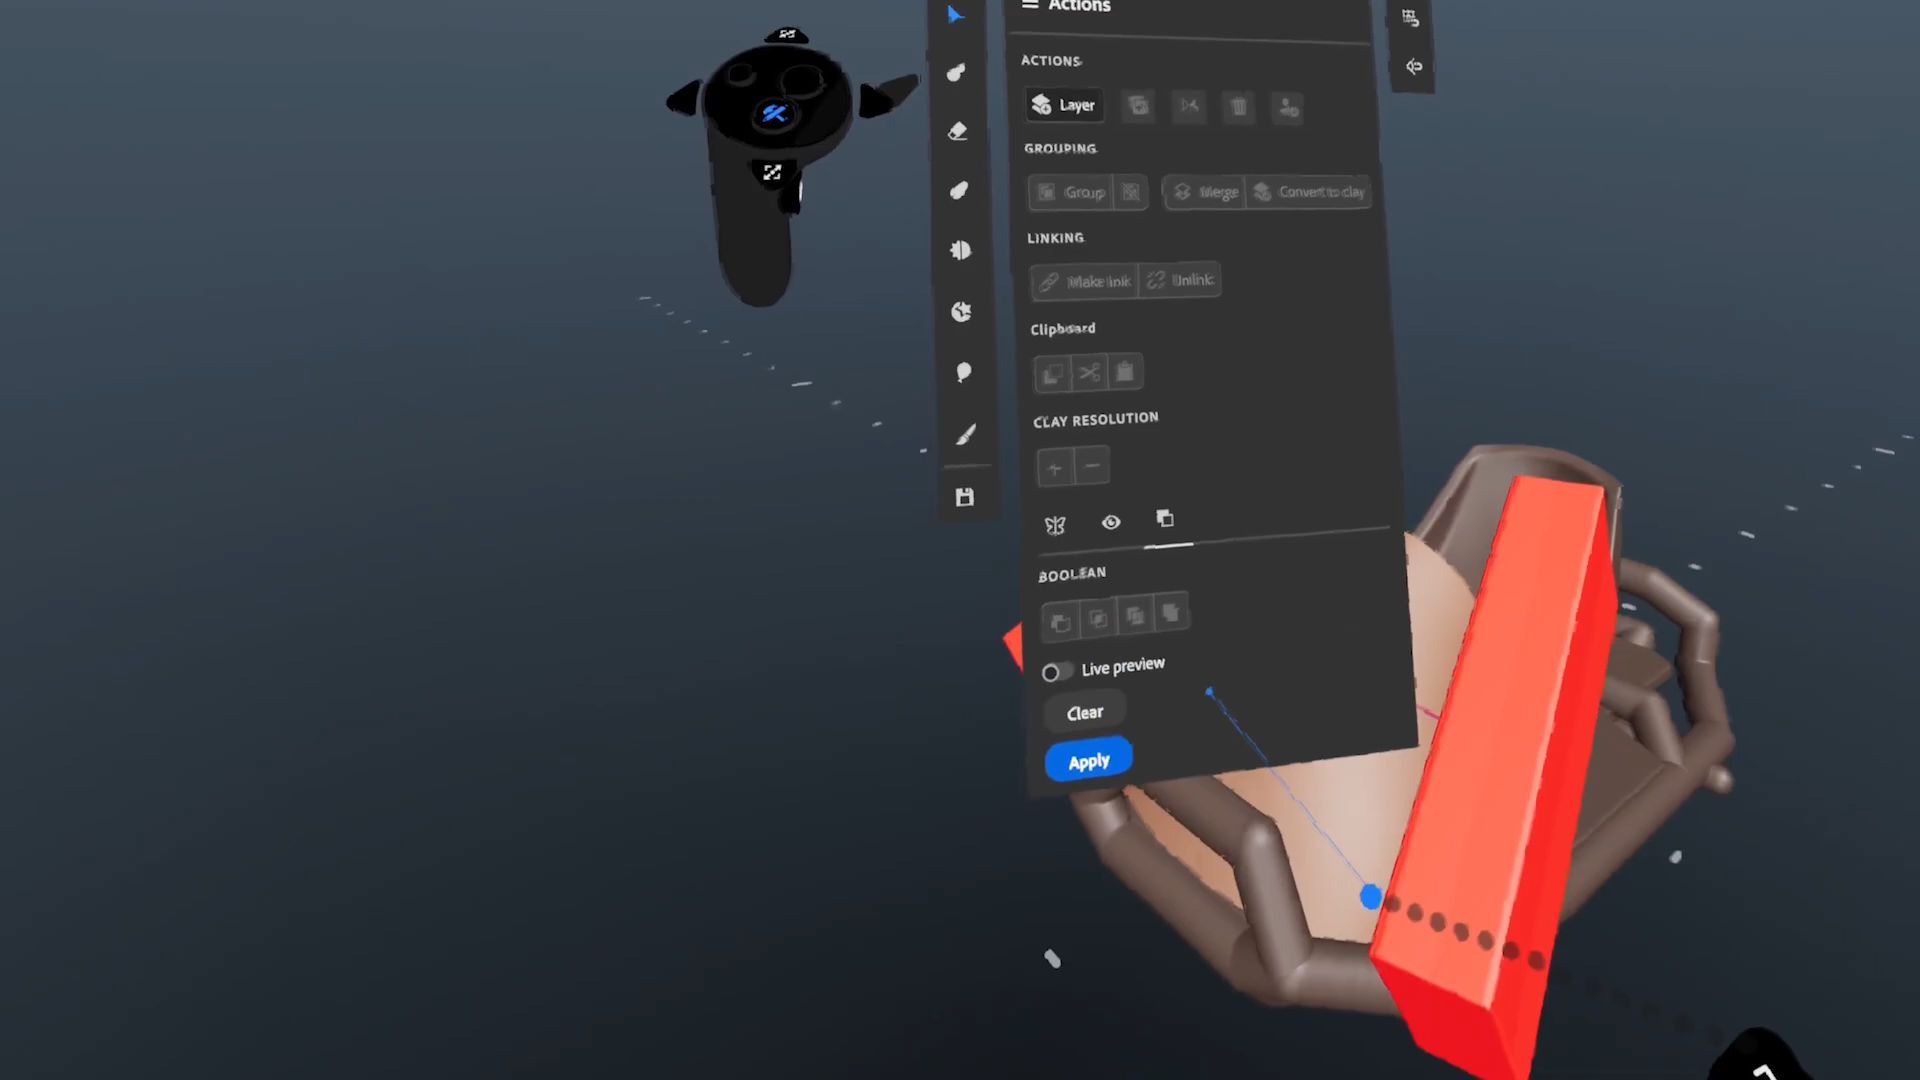 Actions
ACTIONS
Layer
GROUPING
Group Merge Convert to clay
LINKING
Make link Unlink
Clipboard
CLAY RESOLUTION
BOOLEAN
Live preview
Clear
Apply